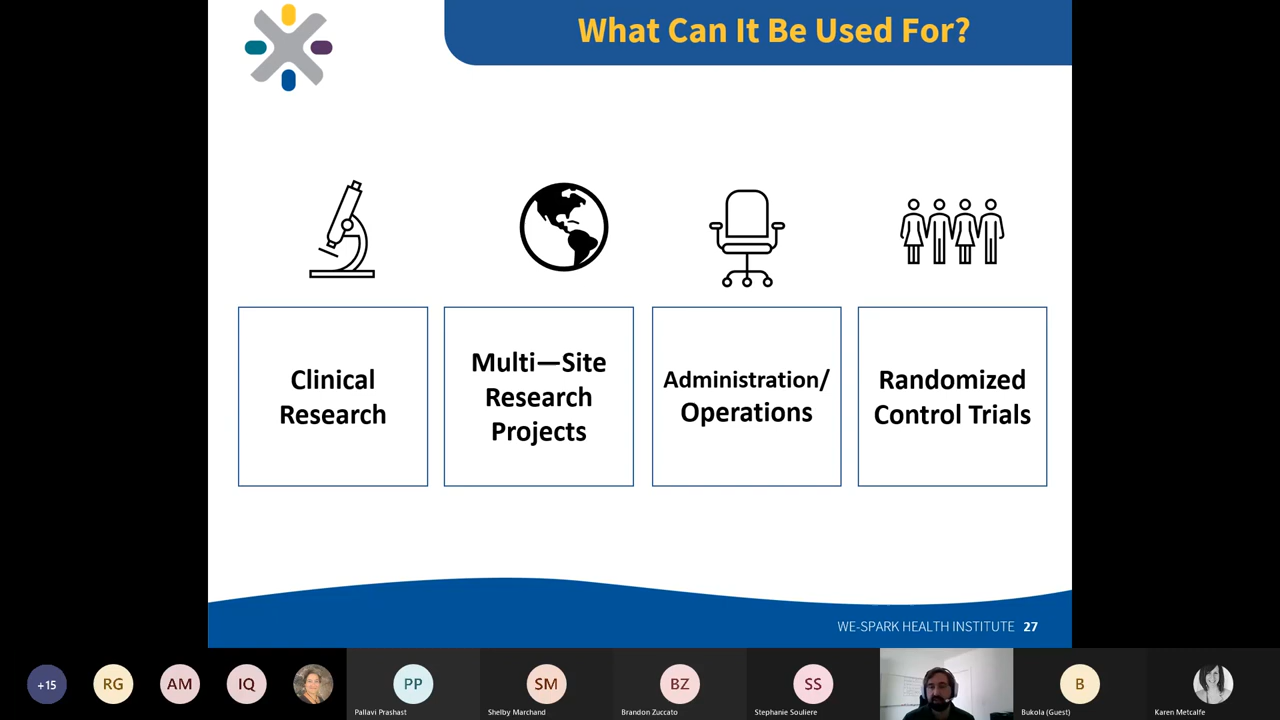 What Can It Be Used For?
Clinical
Research
Multi—Site
Research
Projects
Administration/
Operations
Randomized
Control Trials
WE-SPARK HEALTH INSTITUTE 27
+15
RG
AM
IQ
PP
Pallavi Prashast
SM
Shelby Marchand
BZ
Brandon Zuccato
SS
Stephanie Souliere
B
Bukola (Guest)
Karen Metcalfe